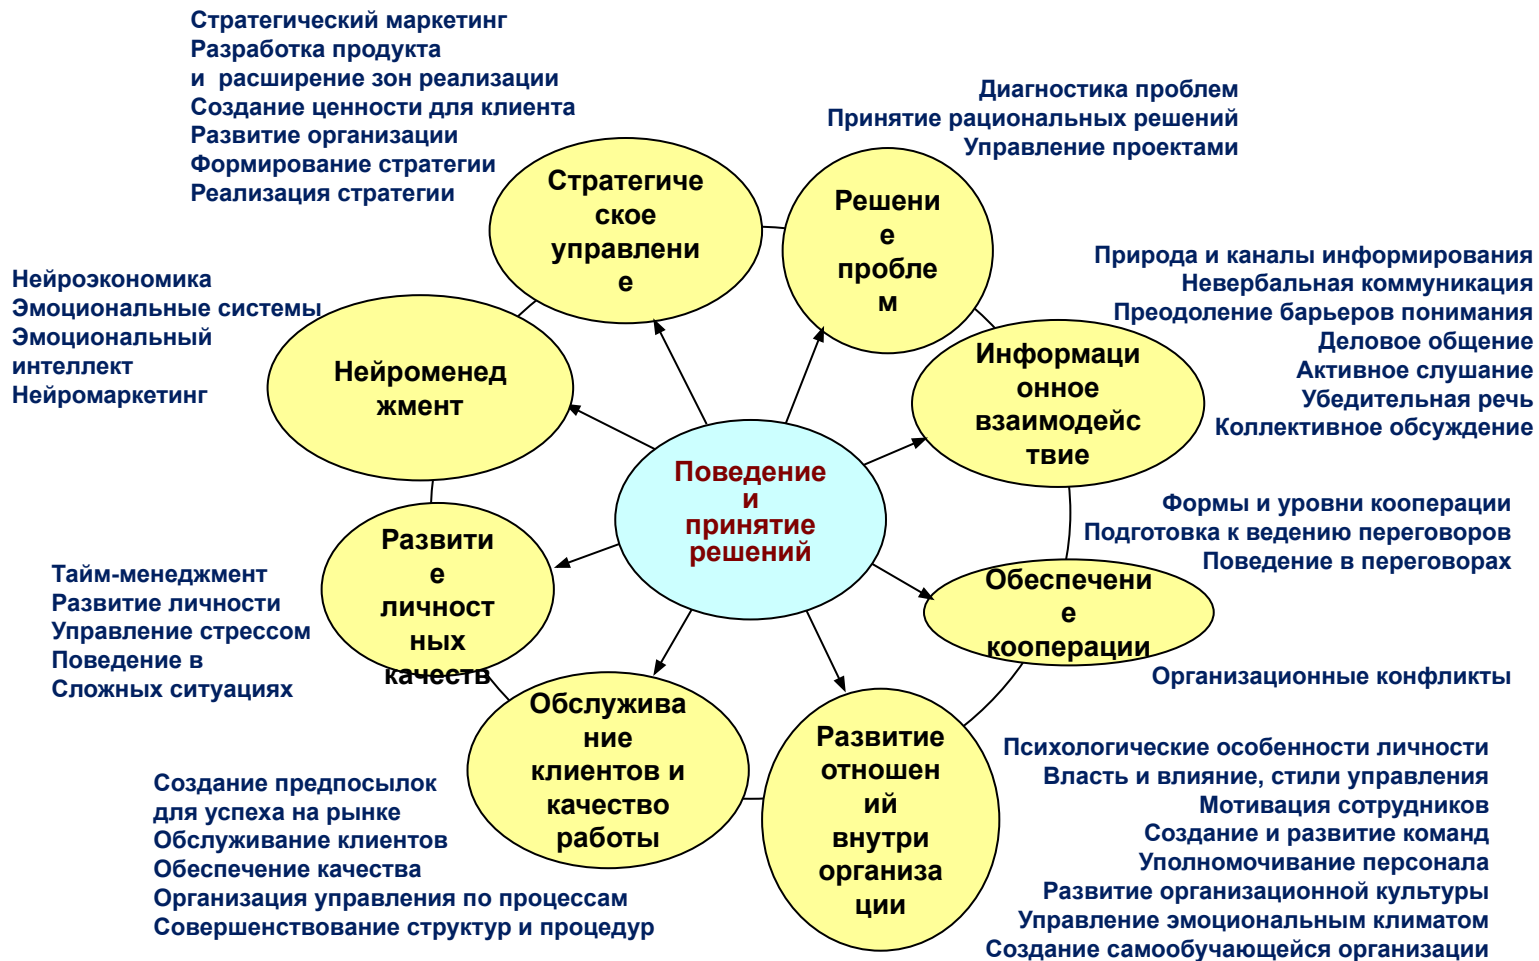 Стратегический маркетинг
Разработка продукта
и расширение зон реализации
Создание ценности для клиента
Развитие организации
Формирование стратегии
Реализация стратегии
Диагностика проблем
Принятие рациональных решений
Управление проектами
Стратегиче
ское
управлени
е
Решени
е
пробле
м
Нейроэкономика
Эмоциональные системы
Эмоциональный
интеллект
Нейромаркетинг
Нейроменед
жмент
Информаци
онное
взаимодейс
твие
Природа и каналы информирования
Невербальная коммуникация
Преодоление барьеров понимания
Деловое общение
Активное слушание
Убедительная речь
Коллективное обсуждение
Поведение
и
принятие
решений
Формы и уровни кооперации
Подготовка к ведению переговоров
Поведение в переговорах
Обеспечени
е
кооперации
Организационные конфликты
Тайм-менеджмент
Развитие личности
Управление стрессом
Поведение в
Сложных ситуациях
Развити
е
личност
ных
качеств
Обслужива
ние
клиентов и
качество
работы
Развитие
отношен
ий
внутри
организа
ции
Создание предпосылок
для успеха на рынке
Обслуживание клиентов
Обеспечение качества
Организация управления по процессам
Совершенствование структур и процедур
Психологические особенности личности
Власть и влияние, стили управления
Мотивация сотрудников
Создание и развитие команд
Уполномочивание персонала
Развитие организационной культуры
Управление эмоциональным климатом
Создание самообучающейся организации